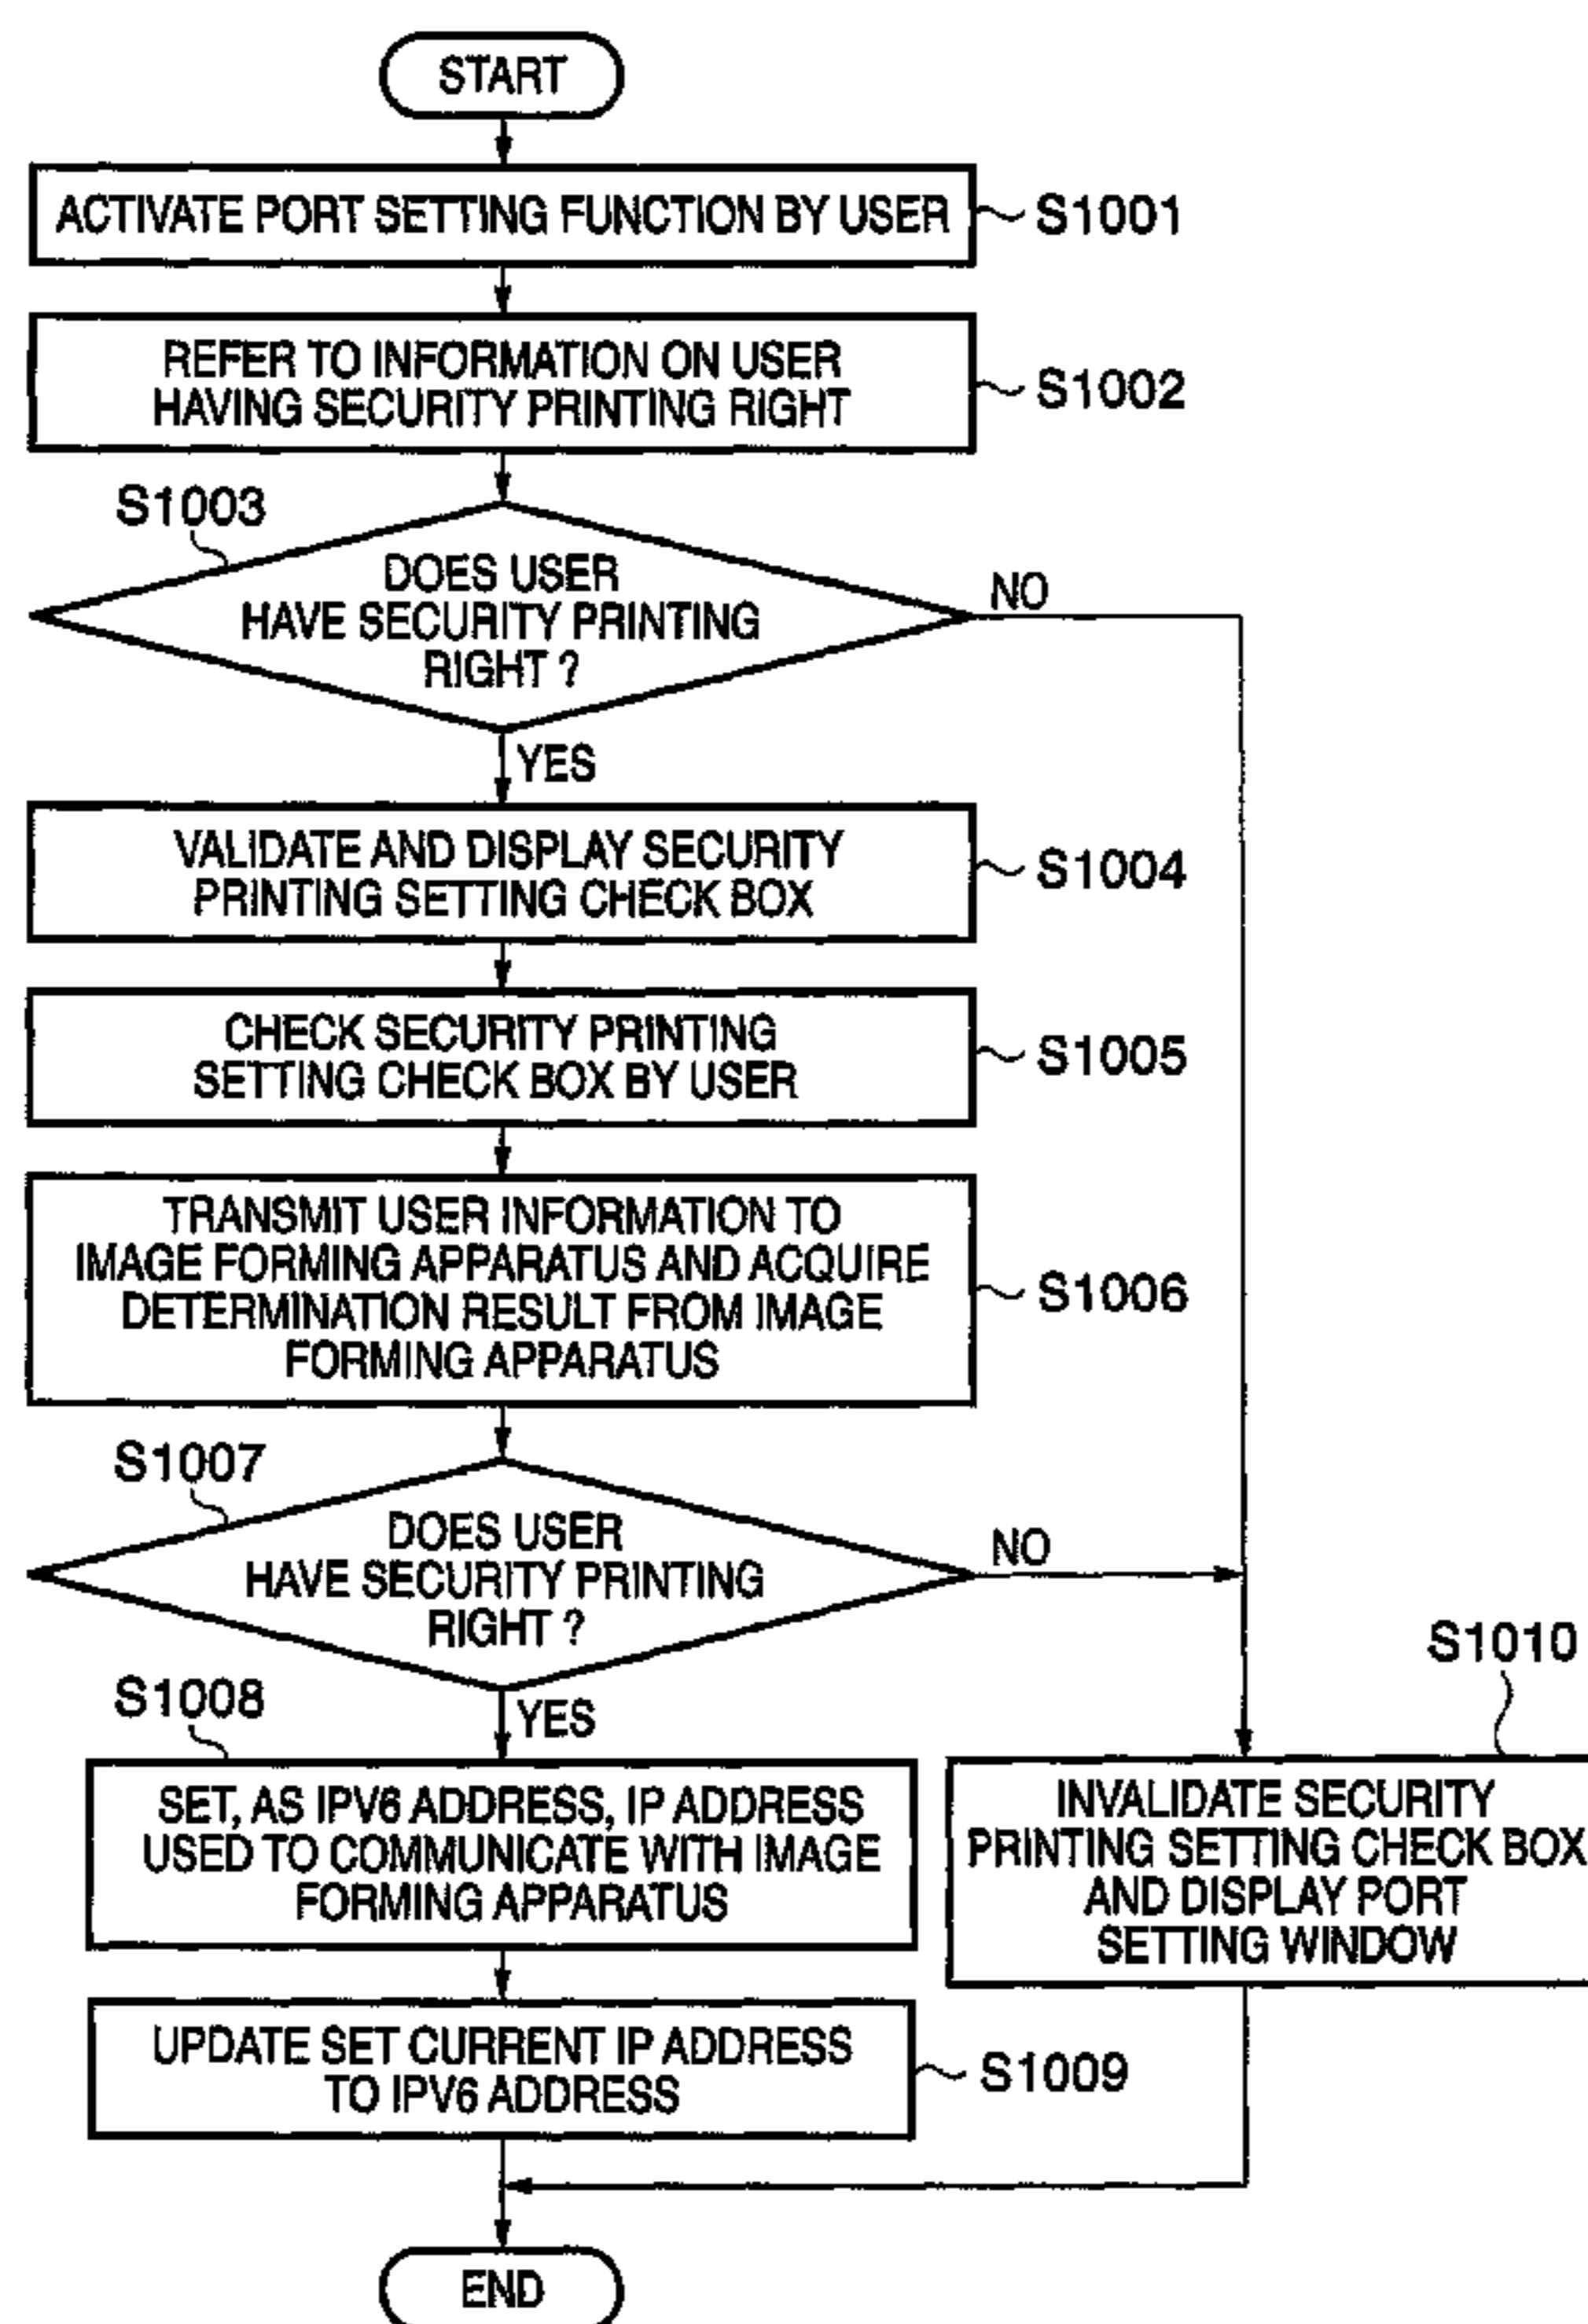 START
ACTIVATE PORT SETTING FUNCTION BY USER
S1001
REFER TO INFORMATION ON USER
HAVING SECURITY PRINTING RIGHT
S1002
S1003
DOES USER
HAVE SECURITY PRINTING
RIGHT ?
NO
YES
VALIDATE AND DISPLAY SECURITY
PRINTING SETTING CHECK BOX
S1004
CHECK SECURITY PRINTING
SETTING CHECK BOX BY USER
S1005
TRANSMIT USER INFORMATION TO
IMAGE FORMING APPARATUS AND ACQUIRE
DETERMINATION RESULT FROM IMAGE
FORMING APPARATUS
S1006
S1007
DOES USER
HAVE SECURITY PRINTING
RIGHT ?
NO
YES
S1008
SET, AS IPV6 ADDRESS, IP ADDRESS
USED TO COMMUNICATE WITH IMAGE
FORMING APPARATUS
S1010
INVALIDATE SECURITY
PRINTING SETTING CHECK BOX
AND DISPLAY PORT
SETTING WINDOW
UPDATE SET CURRENT IP ADDRESS
TO IPV6 ADDRESS
S1009
END